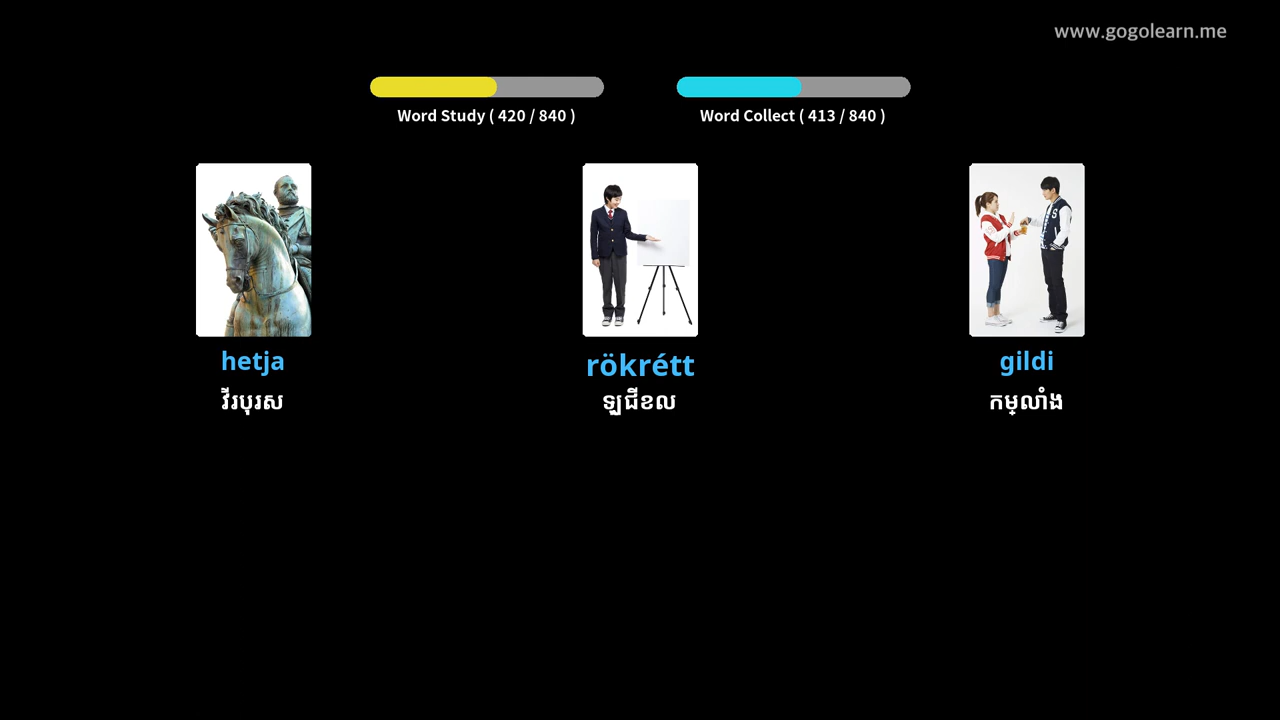 www.gogolearn.me
Word Study ( 420 / 840 )
Word Collect ( 413 / 840 )
hetja
rökrétt
gildi
វីរបុរស
ឡូជីខល
កម្លាំង